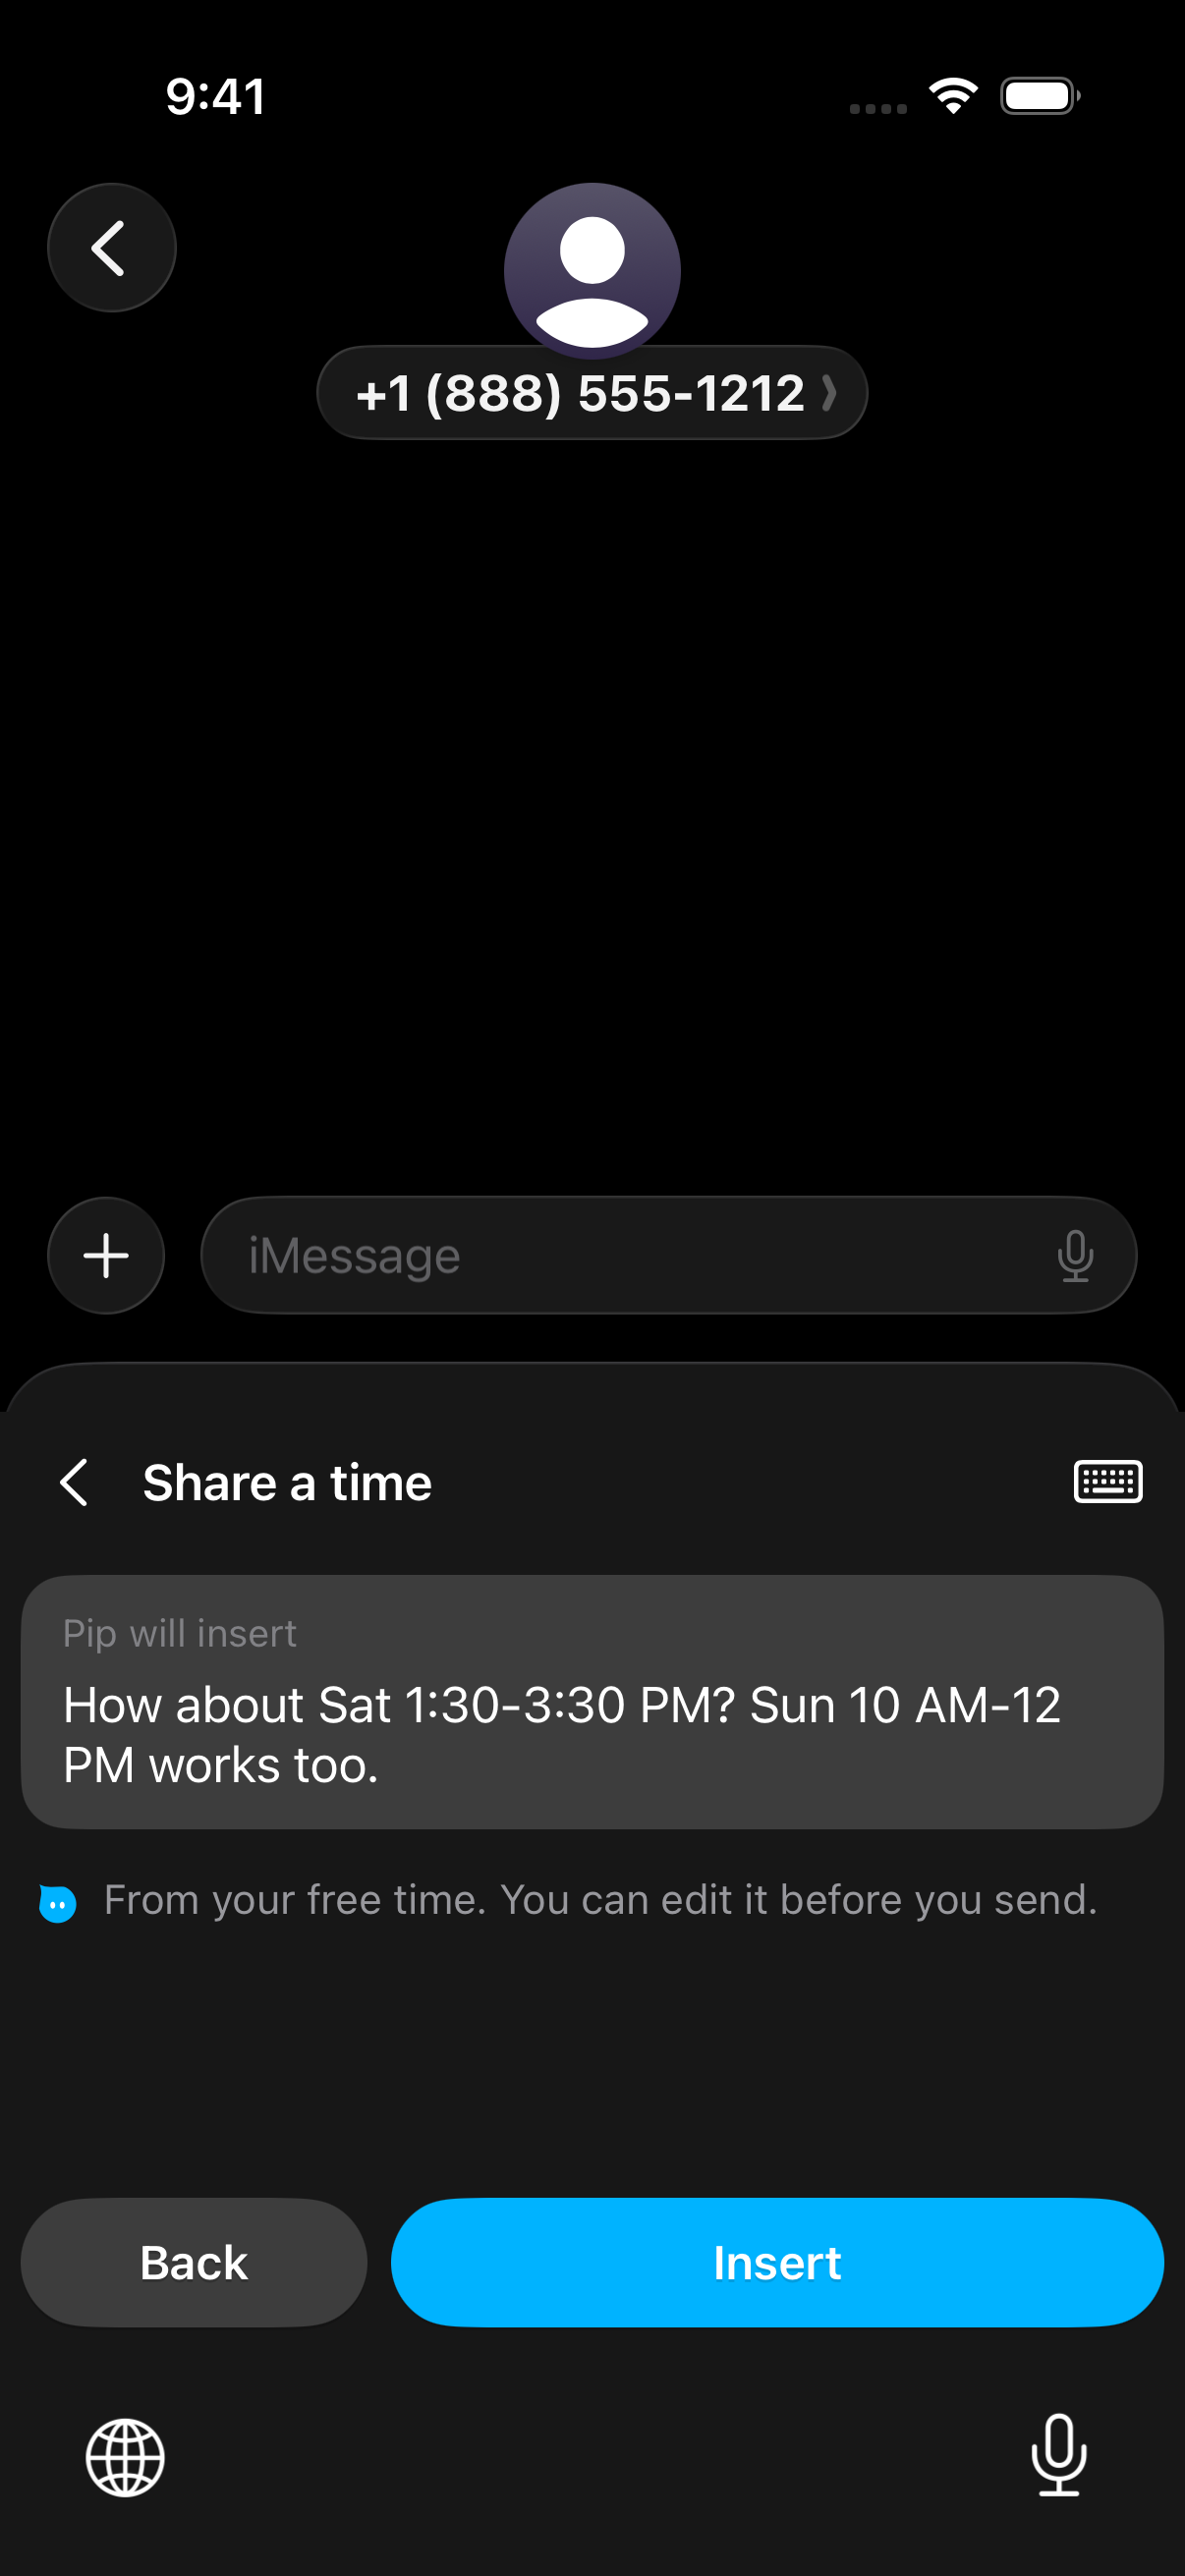 9:41
+1 (888) 555-1212
iMessage
Share a time
Pip will insert
How about Sat 1:30-3:30 PM? Sun 10 AM-12
PM works too.
From your free time. You can edit it before you send.
Back
Insert